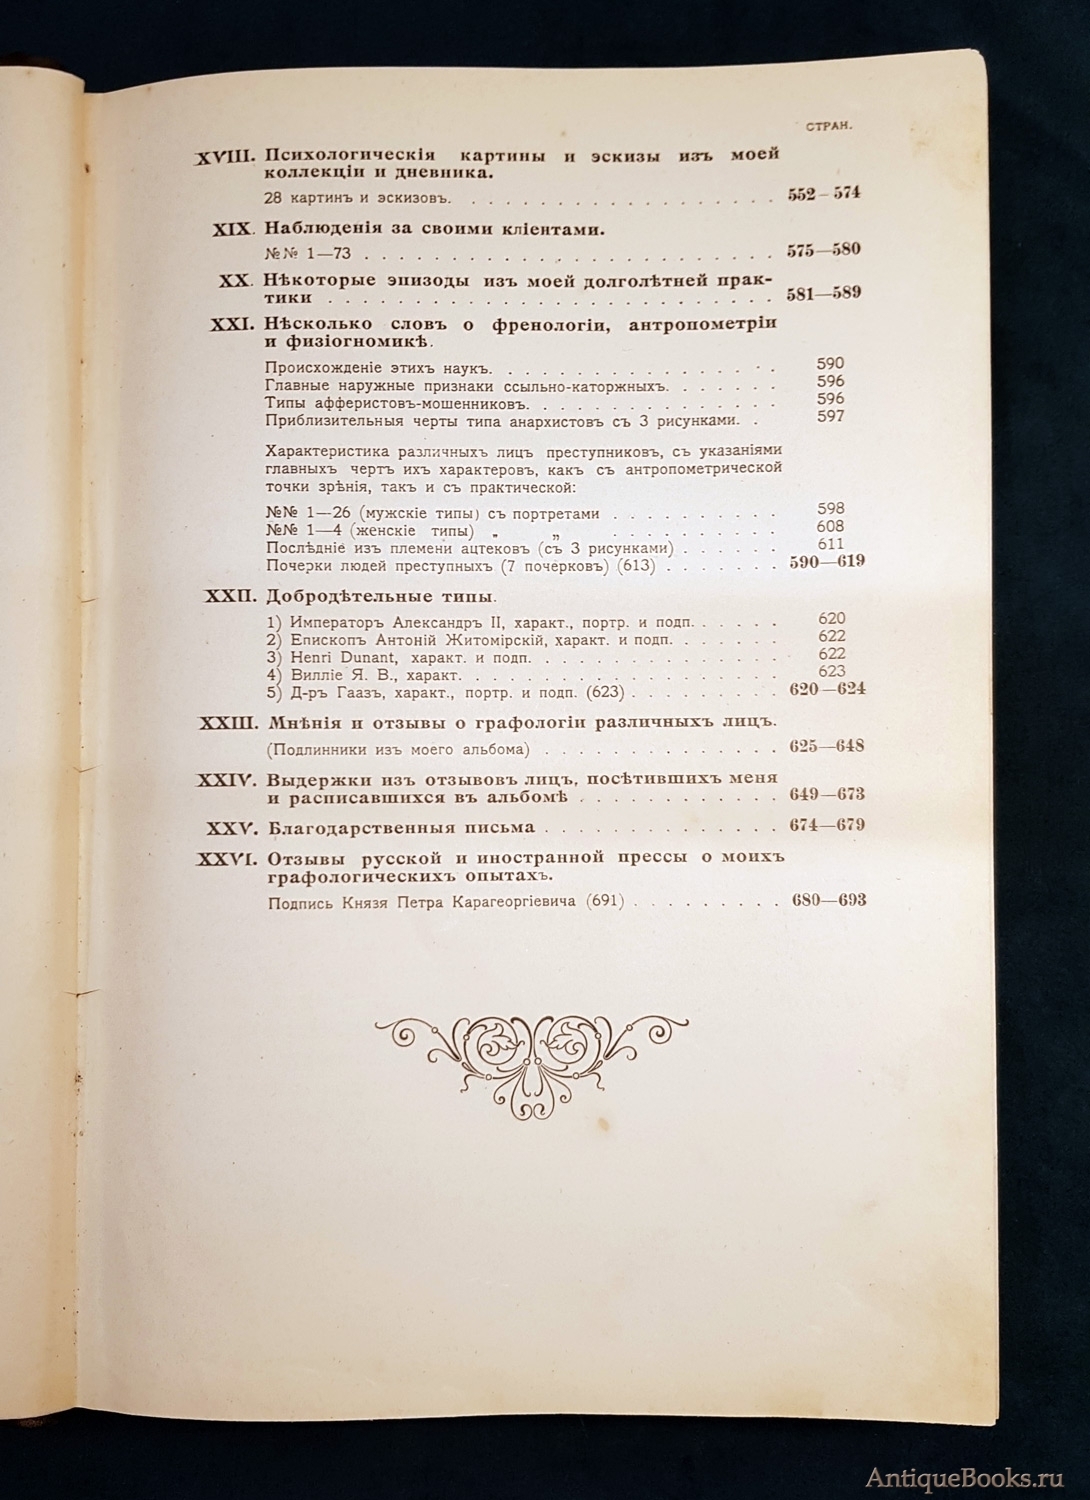 СТРАН.
XVIII. Психологическія картины и эскизы изъ моей
коллекціи и дневника.
28 картинъ и эскизовъ. . . . . . . . . . . . . . . . . . 552–574
XIX. Наблюденія за своими кліентами.
№№ 1—73 . . . . . . . . . . . . . . . . . . . . . . . 575—580
XX. Нѣкоторые эпизоды изъ моей долголѣтней прак-
тики . . . . . . . . . . . . . . . . . . . . . . . 581—589
XXI. Нѣсколько словъ о френологіи, антропометріи
и физіогномикѣ.
Происхожденіе этихъ наукъ. . . . . . . . . . . . . . . 590
Главные наружные признаки ссыльно-каторжныхъ. . . . . . . 596
Типы афферистовъ-мошенниковъ. . . . . . . . . . . . . . 596
Приблизительныя черты типа анархистовъ съ 3 рисунками. . 597
Характеристика различныхъ лицъ преступниковъ, съ указаніями
главныхъ чертъ ихъ характеровъ, какъ съ антропометрической
точки зрѣнія, такъ и съ практической:
№№ 1—26 (мужскіе типы) съ портретами . . . . . . . . . . 598
№№ 1—4 (женскіе типы) „ „ . . . . . . . . . . 608
Послѣдніе изъ племени ацтековъ (съ 3 рисунками) . . . . . . 611
Почерки людей преступныхъ (7 почерковъ) (613) . . . . . . . 590—619
XXII. Добродѣтельные типы.
1) Императоръ Александръ II, характ., портр. и подп. . . . . . 620
2) Епископъ Антоній Житомірскій, характ. и подп. . . . . . . 622
3) Henri Dunant, характ. и подп. . . . . . . . . . . . . . 622
4) Вилліе Я. В., характ. . . . . . . . . . . . . . . . . . 623
5) Д-ръ Гаазъ, характ., портр. и подп. (623) . . . . . . . . . 620—624
XXIII. Мнѣнія и отзывы о графологіи различныхъ лицъ.
(Подлинники изъ моего альбома) . . . . . . . . . . . . . . 625—648
XXIV. Выдержки изъ отзывовъ лицъ, посѣтившихъ меня
и расписавшихся въ альбомѣ . . . . . . . . . . . . 649—673
XXV. Благодарственныя письма . . . . . . . . . . . . . . 674—679
XXVI. Отзывы русской и иностранной прессы о моихъ
графологическихъ опытахъ.
Подпись Князя Петра Карагеоргіевича (691) . . . . . . . . . 680—693
AntiqueBooks.ru